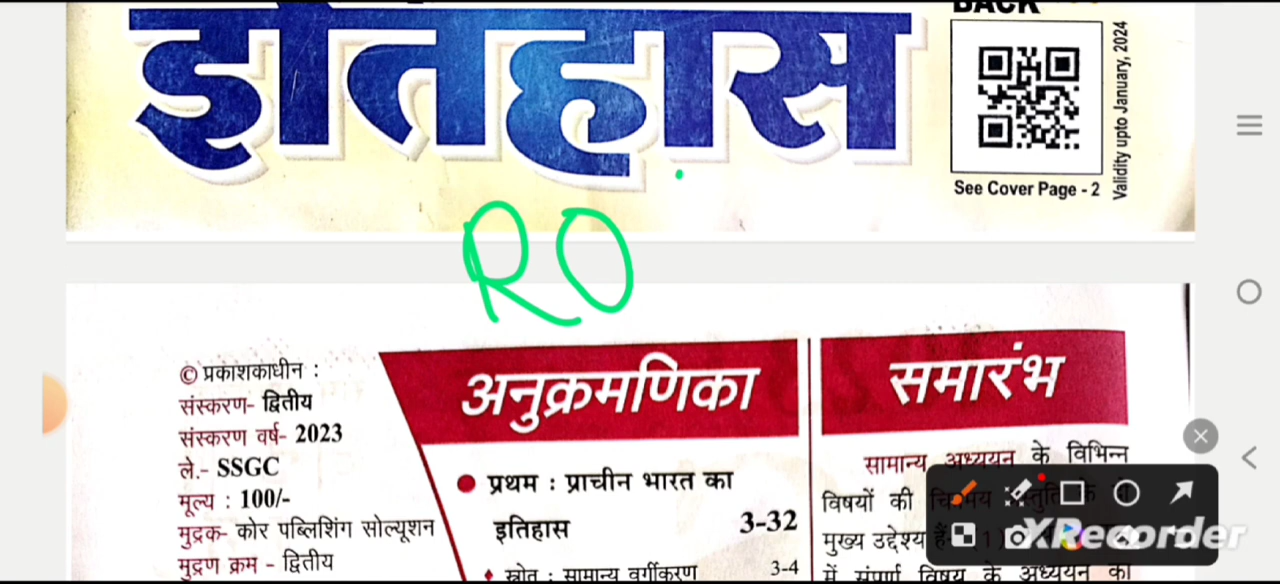 BACK
इतिहास
Validity upto January, 2024
See Cover Page - 2
RO
© प्रकाशकाधीन :
संस्करण- द्वितीय
संस्करण वर्ष- 2023
ले.- SSGC
मूल्य : 100/-
मुद्रक- कोर पब्लिशिंग सोल्यूशन
मुद्रण क्रम - द्वितीय
अनुक्रमणिका
प्रथम : प्राचीन भारत का
इतिहास 3-32
स्रोत : सामान्य वर्गीकरण 3-4
समारंभ
सामान्य अध्ययन के विभिन्न
विषयों की
मुख्य उद्देश्य
में संपूर्ण विषय के अध्ययन का
XRecorder